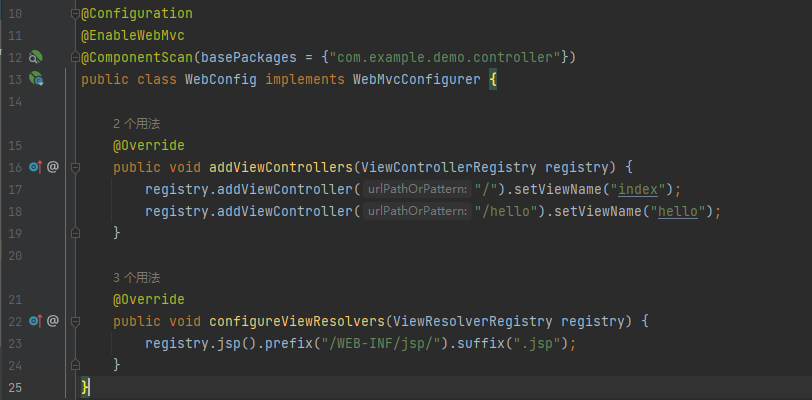 10 @Configuration
11 @EnableWebMvc
12 @ComponentScan(basePackages = {"com.example.demo.controller"})
13 public class WebConfig implements WebMvcConfigurer {
14
2 个用法
15 @Override
16 @ public void addViewControllers(ViewControllerRegistry registry) {
17 registry.addViewController( urlPathOrPattern: "/").setViewName("index");
18 registry.addViewController( urlPathOrPattern: "/hello").setViewName("hello");
19 }
20
3 个用法
21 @Override
22 @ public void configureViewResolvers(ViewResolverRegistry registry) {
23 registry.jsp().prefix("/WEB-INF/jsp/").suffix(".jsp");
24 }
25 }